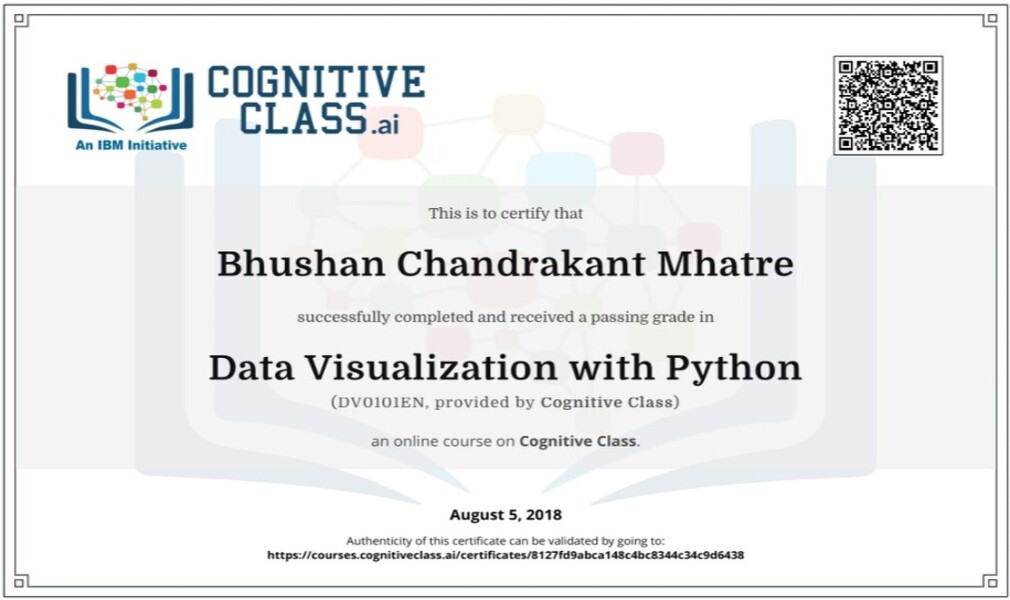 COGNITIVE
CLASS.ai
An IBM Initiative
This is to certify that
Bhushan Chandrakant Mhatre
successfully completed and received a passing grade in
Data Visualization with Python
(DV0101EN, provided by Cognitive Class)
an online course on Cognitive Class.
August 5, 2018
Authenticity of this certificate can be validated by going to:
https://courses.cognitiveclass.ai/certificates/8127fd9abca148c4bc8344c34c9d6438